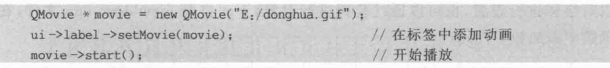 QMovie * movie = new QMovie("E:/donghua.gif");
ui->label->setMovie(movie); // 在标签中添加动画
movie->start(); // 开始播放